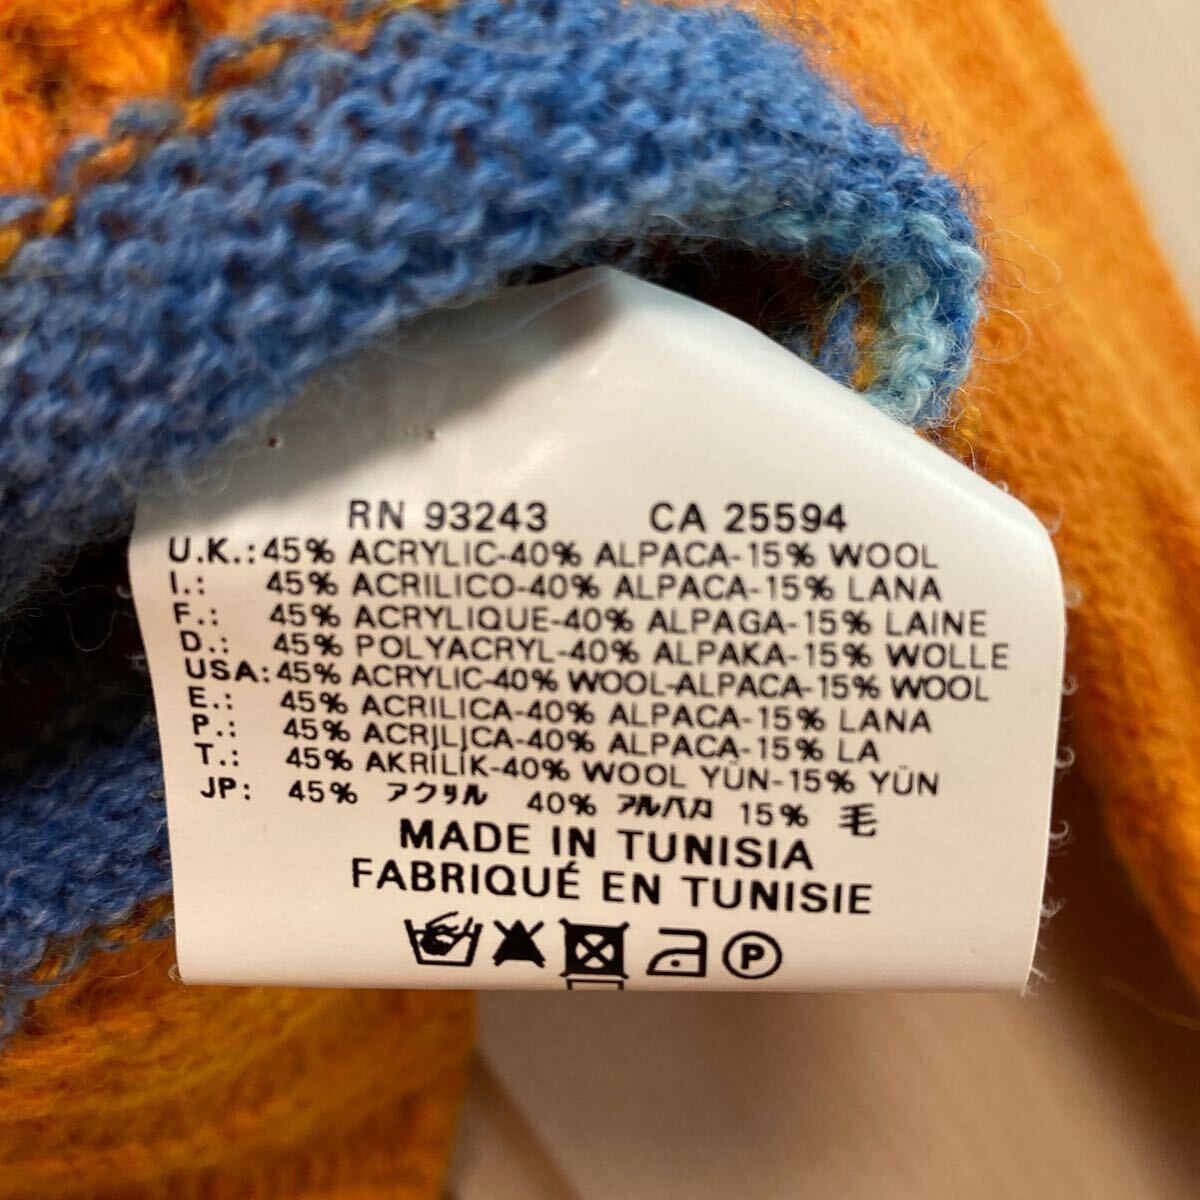 RN 93243 CA 25594
U.K.: 45% ACRYLIC-40% ALPACA-15% WOOL
I.: 45% ACRILICO-40% ALPACA-15% LANA
F.: 45% ACRYLIQUE-40% ALPAGA-15% LAINE
D.: 45% POLYACRYL-40% ALPAKA-15% WOLLE
USA: 45% ACRYLIC-40% WOOL-ALPACA-15% WOOL
E.: 45% ACRILICA-40% ALPACA-15% LANA
P.: 45% ACRILICA-40% ALPACA-15% LA
T.: 45% AKRİLİK-40% WOOL YÜN-15% YÜN
JP: 45% アクリル 40% アルパカ 15% 毛
MADE IN TUNISIA
FABRIQUÉ EN TUNISIE
P